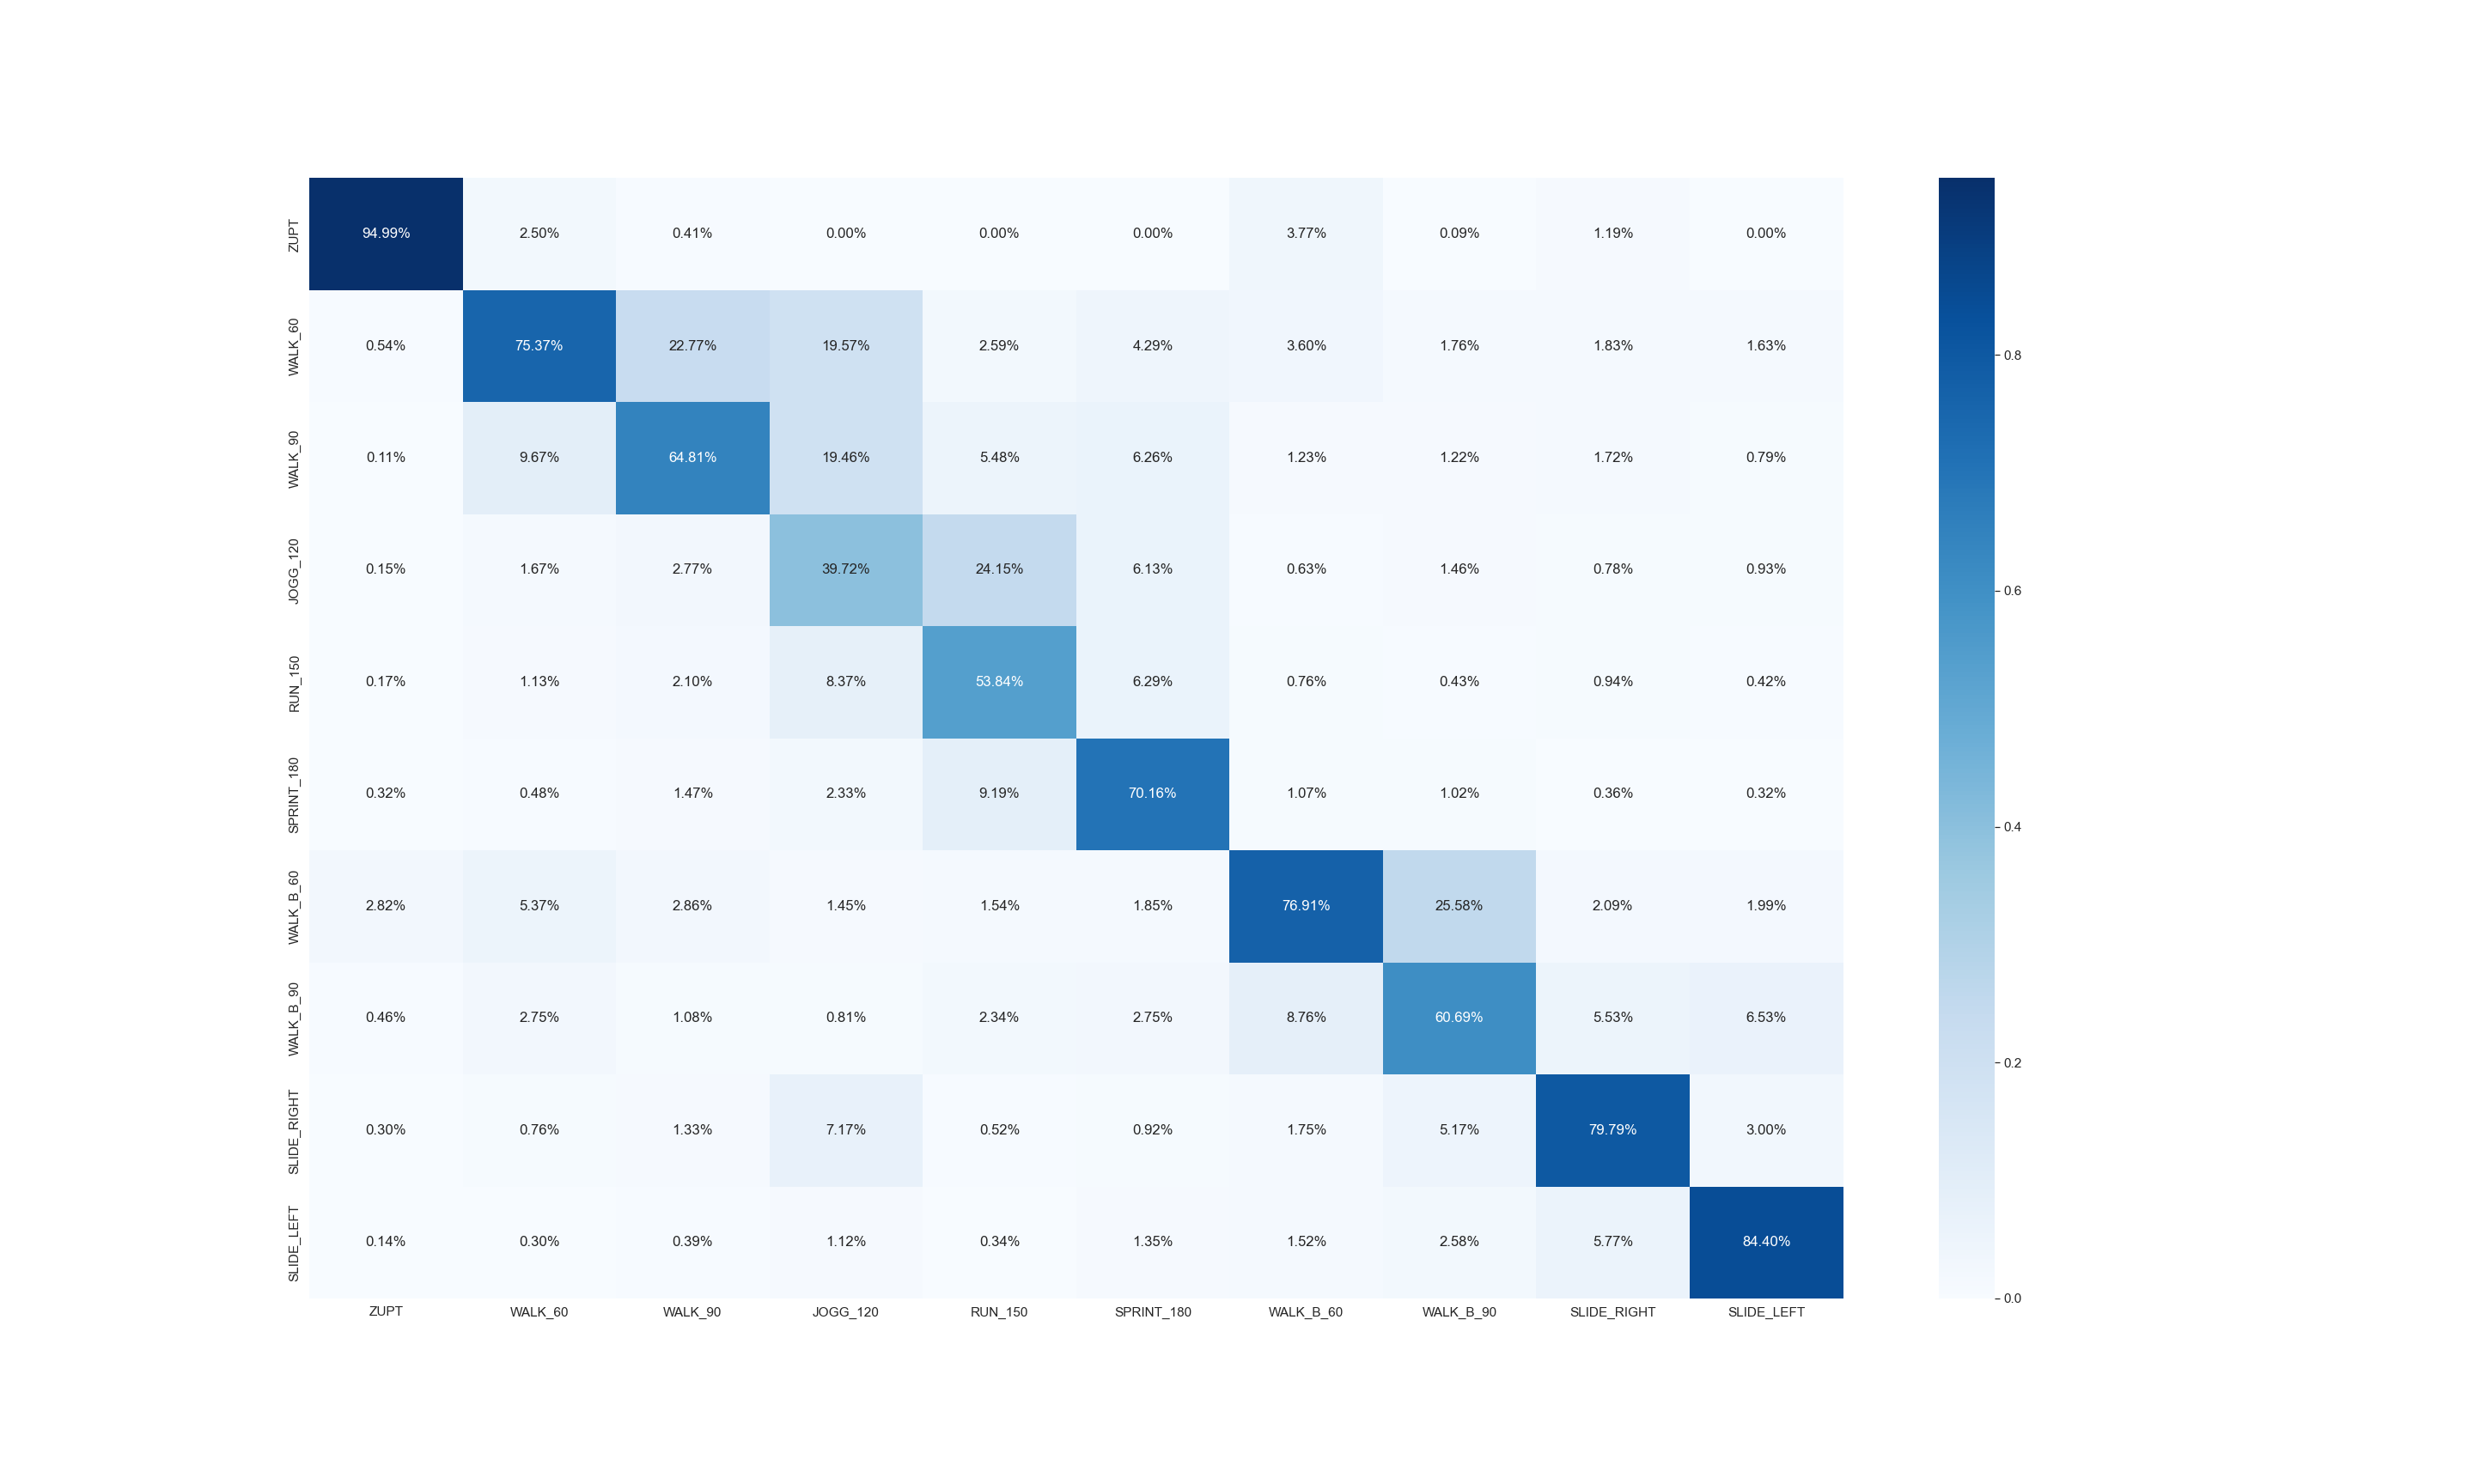 ZUPT 94.99% 2.50% 0.41% 0.00% 0.00% 0.00% 3.77% 0.09% 1.19% 0.00%
WALK_60 0.54% 75.37% 22.77% 19.57% 2.59% 4.29% 3.60% 1.76% 1.83% 1.63%
WALK_90 0.11% 9.67% 64.81% 19.46% 5.48% 6.26% 1.23% 1.22% 1.72% 0.79%
JOGG_120 0.15% 1.67% 2.77% 39.72% 24.15% 6.13% 0.63% 1.46% 0.78% 0.93%
RUN_150 0.17% 1.13% 2.10% 8.37% 53.84% 6.29% 0.76% 0.43% 0.94% 0.42%
SPRINT_180 0.32% 0.48% 1.47% 2.33% 9.19% 70.16% 1.07% 1.02% 0.36% 0.32%
WALK_B_60 2.82% 5.37% 2.86% 1.45% 1.54% 1.85% 76.91% 25.58% 2.09% 1.99%
WALK_B_90 0.46% 2.75% 1.08% 0.81% 2.34% 2.75% 8.76% 60.69% 5.53% 6.53%
SLIDE_RIGHT 0.30% 0.76% 1.33% 7.17% 0.52% 0.92% 1.75% 5.17% 79.79% 3.00%
SLIDE_LEFT 0.14% 0.30% 0.39% 1.12% 0.34% 1.35% 1.52% 2.58% 5.77% 84.40%
ZUPT WALK_60 WALK_90 JOGG_120 RUN_150 SPRINT_180 WALK_B_60 WALK_B_90 SLIDE_RIGHT SLIDE_LEFT
0.8
0.6
0.4
0.2
0.0